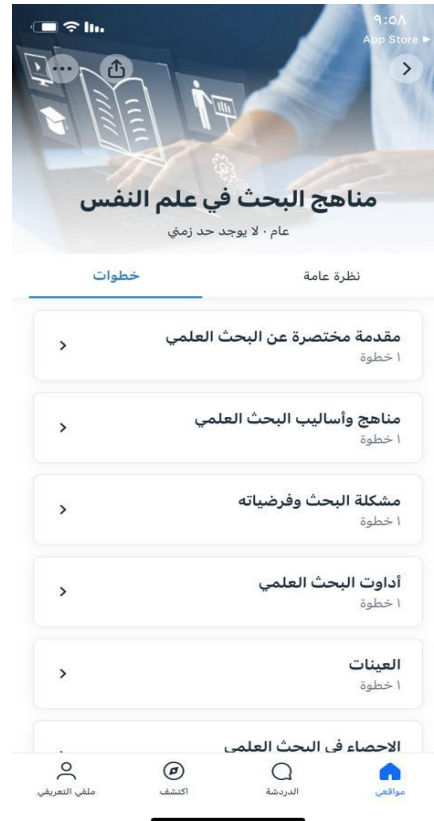 ٩:٥٨
App Store
مناهج البحث في علم النفس
عام · لا يوجد حد زمني
نظرة عامة
خطوات
مقدمة مختصرة عن البحث العلمي
١ خطوة
مناهج وأساليب البحث العلمي
١ خطوة
مشكلة البحث وفرضياته
١ خطوة
أداوت البحث العلمي
١ خطوة
العينات
١ خطوة
الاحصاء في البحث العلمي
مواقعي
الدردشة
اكتشف
ملفي التعريفي